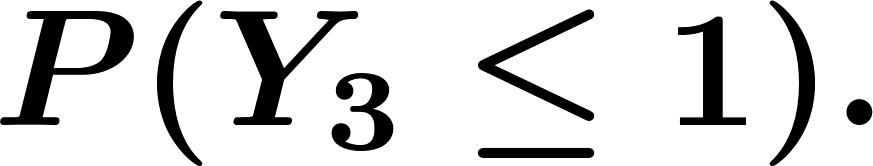 P(Y₃ ≤ 1).